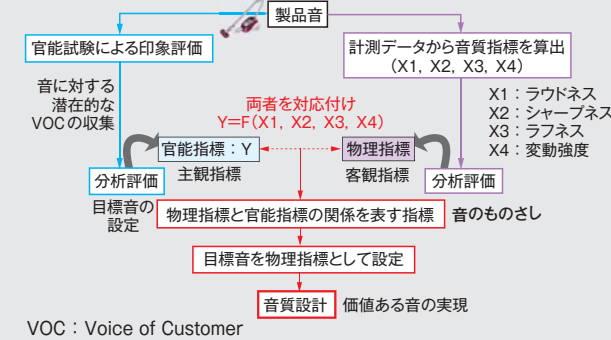 製品音
官能試験による印象評価
計測データから音質指標を算出
（X1，X2，X3，X4）
音に対する
潜在的な
VOCの収集
両者を対応付け
Y=F（X1，X2，X3，X4）
X1：ラウドネス
X2：シャープネス
X3：ラフネス
X4：変動強度
官能指標：Y
物理指標
主観指標
客観指標
分析評価
分析評価
目標音の
設定
物理指標と官能指標の関係を表す指標
音のものさし
目標音を物理指標として設定
音質設計
価値ある音の実現
VOC：Voice of Customer